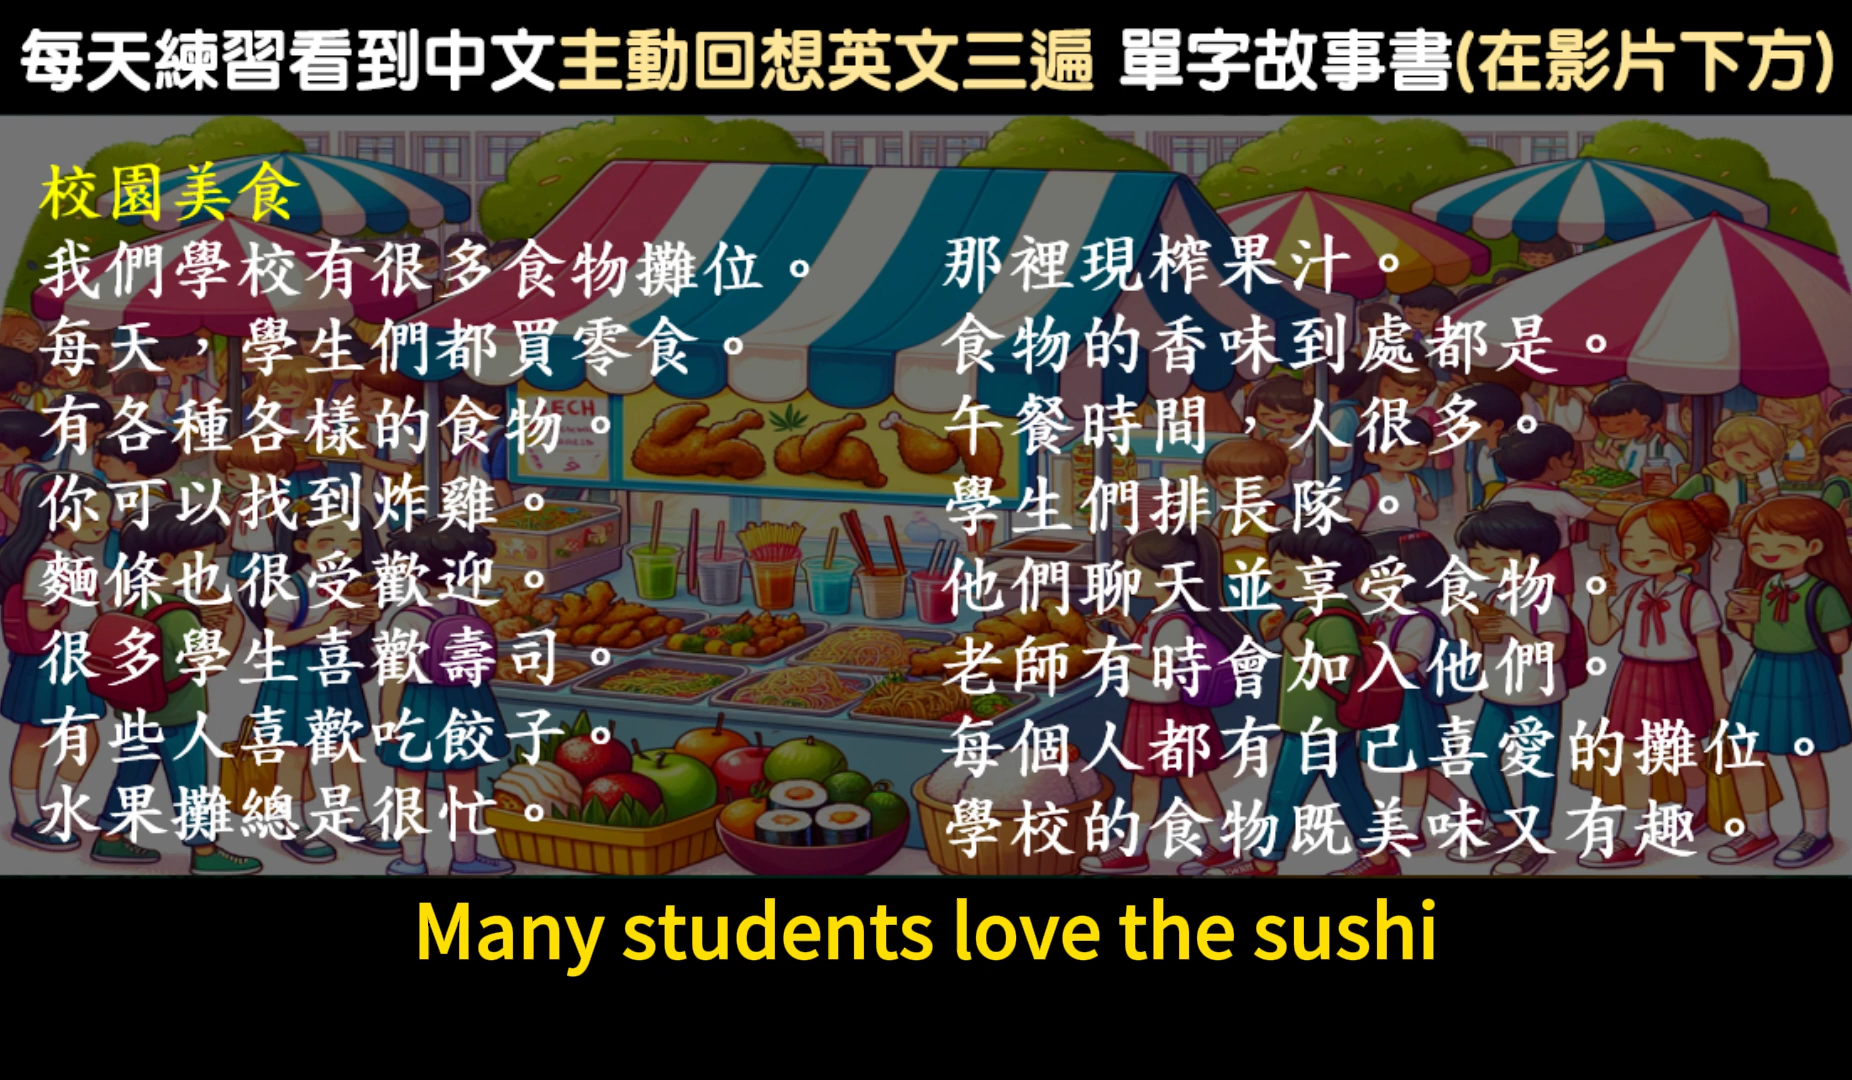 每天練習看到中文主動回想英文三遍 單字故事書(在影片下方)
校園美食
我們學校有很多食物攤位。
每天，學生們都買零食。
有各種各樣的食物。
你可以找到炸雞。
麵條也很受歡迎。
很多學生喜歡壽司。
有些人喜歡吃餃子。
水果攤總是很忙。
那裡現榨果汁。
食物的香味到處都是。
午餐時間，人很多。
學生們排長隊。
他們聊天並享受食物。
老師有時會加入他們。
每個人都有自己喜愛的攤位。
學校的食物既美味又有趣。
Many students love the sushi